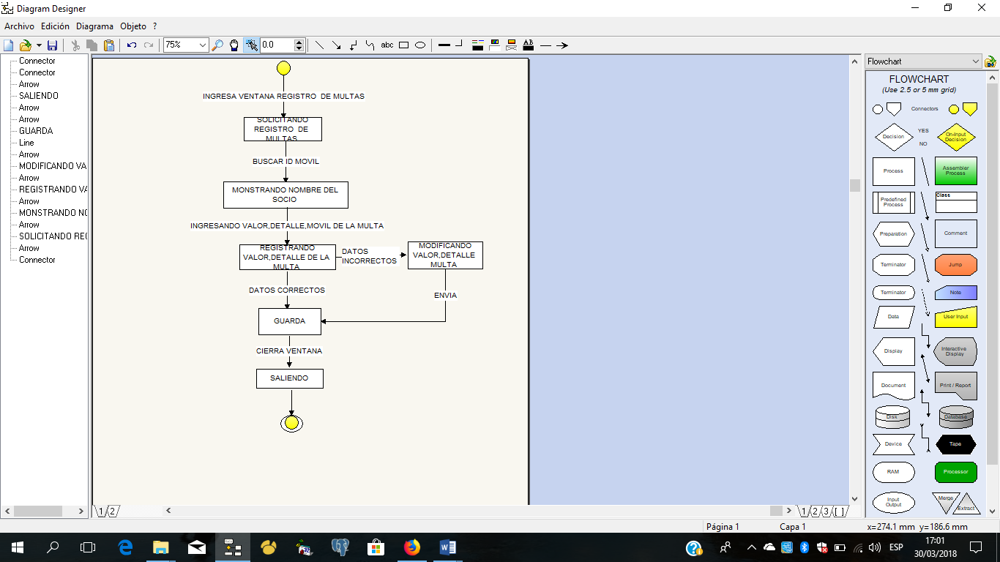 Diagram Designer
Archivo Edición Diagrama Objeto ?
75%
0.0
abc
AB
Connector
Connector
Arrow
SALIENDO
Arrow
Arrow
GUARDA
Line
Arrow
MODIFICANDO VA
Arrow
REGISTRANDO VA
Arrow
MONSTRANDO NO
Arrow
SOLICITANDO REG
Arrow
Connector
INGRESA VENTANA REGISTRO DE MULTAS
SOLICITANDO
REGISTRO DE
MULTAS
BUSCAR ID MOVIL
MONSTRANDO NOMBRE DEL
SOCIO
INGRESANDO VALOR,DETALLE,MOVIL DE LA MULTA
REGISTRANDO
VALOR,DETALLE DE LA
MULTA
DATOS
INCORRECTOS
MODIFICANDO
VALOR,DETALLE
MULTA
DATOS CORRECTOS
ENVIA
GUARDA
CIERRA VENTANA
SALIENDO
1 2
1 2 3 [ ]
Flowchart
FLOWCHART
(Use 2.5 or 5 mm grid)
Connectors
Decision
YES
NO
On-Input
Decision
Process
Assembler
Process
Predefined
Process
Class
Preparation
Comment
Terminator
Jump
Terminator
Note
Data
User Input
Display
Interactive
Display
Document
Print / Report
Disk
Database
Device
Tape
RAM
Processor
Input
Output
Merge
Extract
Página 1
Capa 1
x=274.1 mm y=186.6 mm
ESP
17:01
30/03/2018